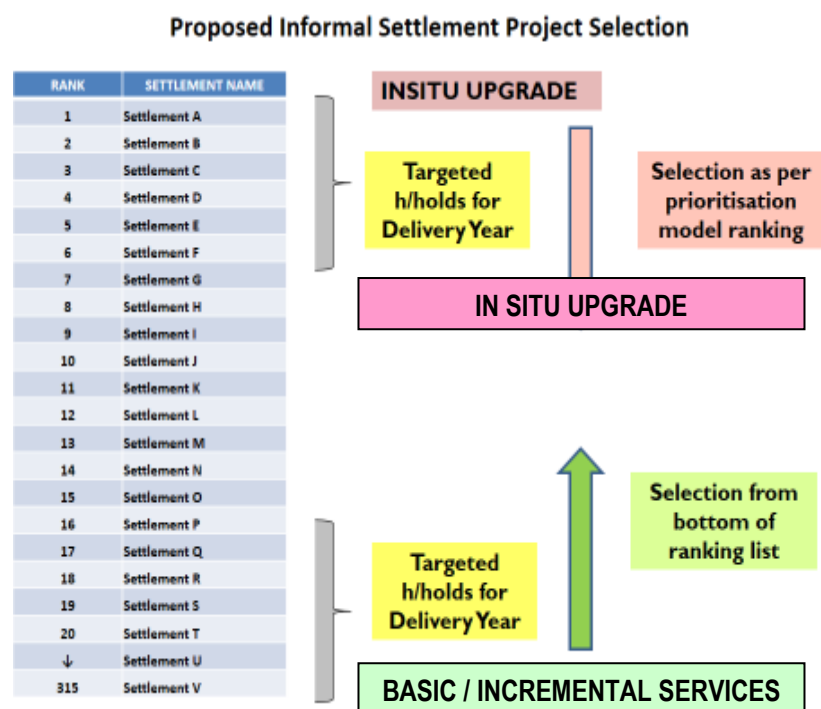 Proposed Informal Settlement Project Selection
RANK SETTLEMENT NAME
1 Settlement A
2 Settlement B
3 Settlement C
4 Settlement D
5 Settlement E
6 Settlement F
7 Settlement G
8 Settlement H
9 Settlement I
10 Settlement J
11 Settlement K
12 Settlement L
13 Settlement M
14 Settlement N
15 Settlement O
16 Settlement P
17 Settlement Q
18 Settlement R
19 Settlement S
20 Settlement T
↓ Settlement U
315 Settlement V
INSITU UPGRADE
Targeted
h/holds for
Delivery Year
Selection as per
prioritisation
model ranking
IN SITU UPGRADE
Selection from
bottom of
ranking list
Targeted
h/holds for
Delivery Year
BASIC / INCREMENTAL SERVICES